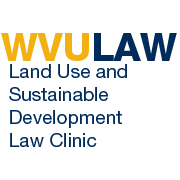 WVULAW
Land Use and
Sustainable
Development
Law Clinic